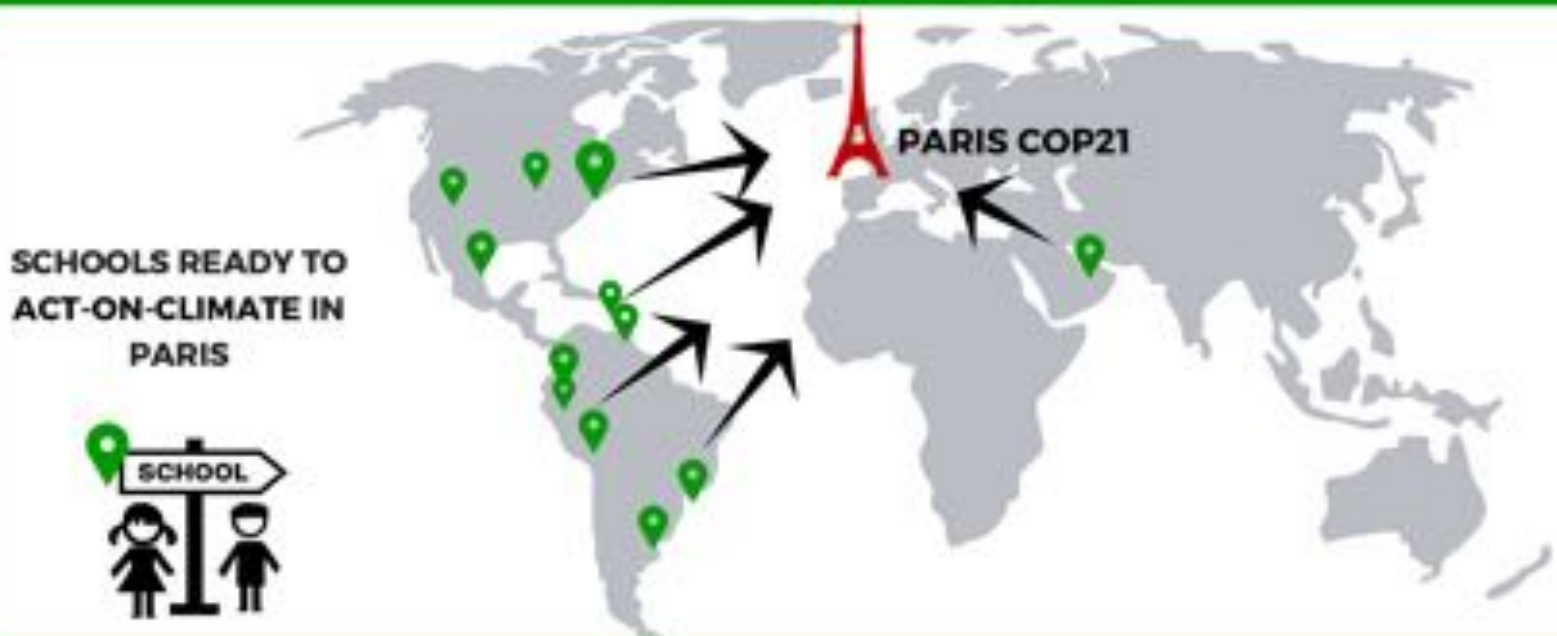 PARIS COP21
SCHOOLS READY TO
ACT-ON-CLIMATE IN
PARIS
SCHOOL